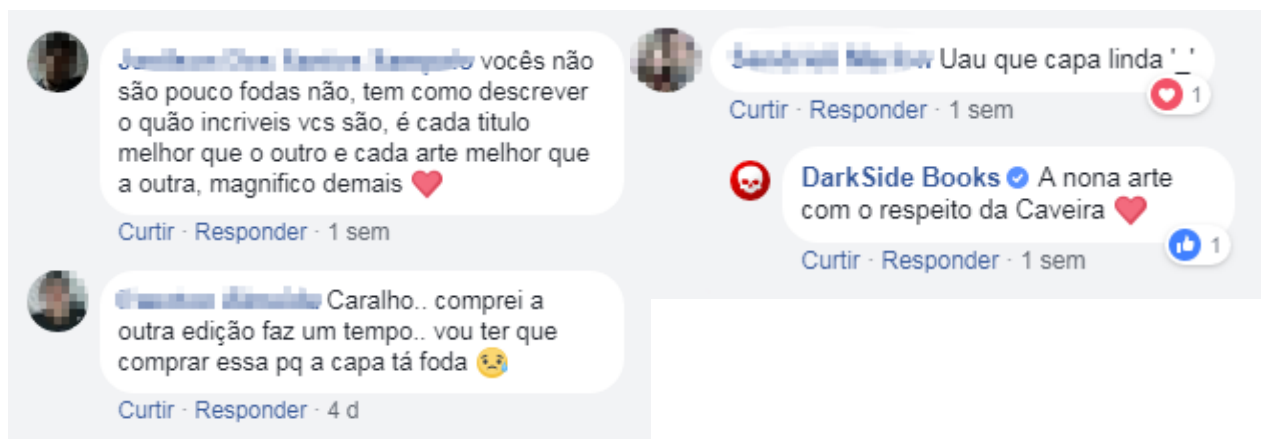 vocês não
são pouco fodas não, tem como descrever
o quão incriveis vcs são, é cada titulo
melhor que o outro e cada arte melhor que
a outra, magnifico demais ❤
Curtir · Responder · 1 sem
Caralho.. comprei a
outra edição faz um tempo.. vou ter que
comprar essa pq a capa tá foda 😢
Curtir · Responder · 4 d
Uau que capa linda '_'
1
Curtir · Responder · 1 sem
DarkSide Books A nona arte
com o respeito da Caveira ❤
1
Curtir · Responder · 1 sem